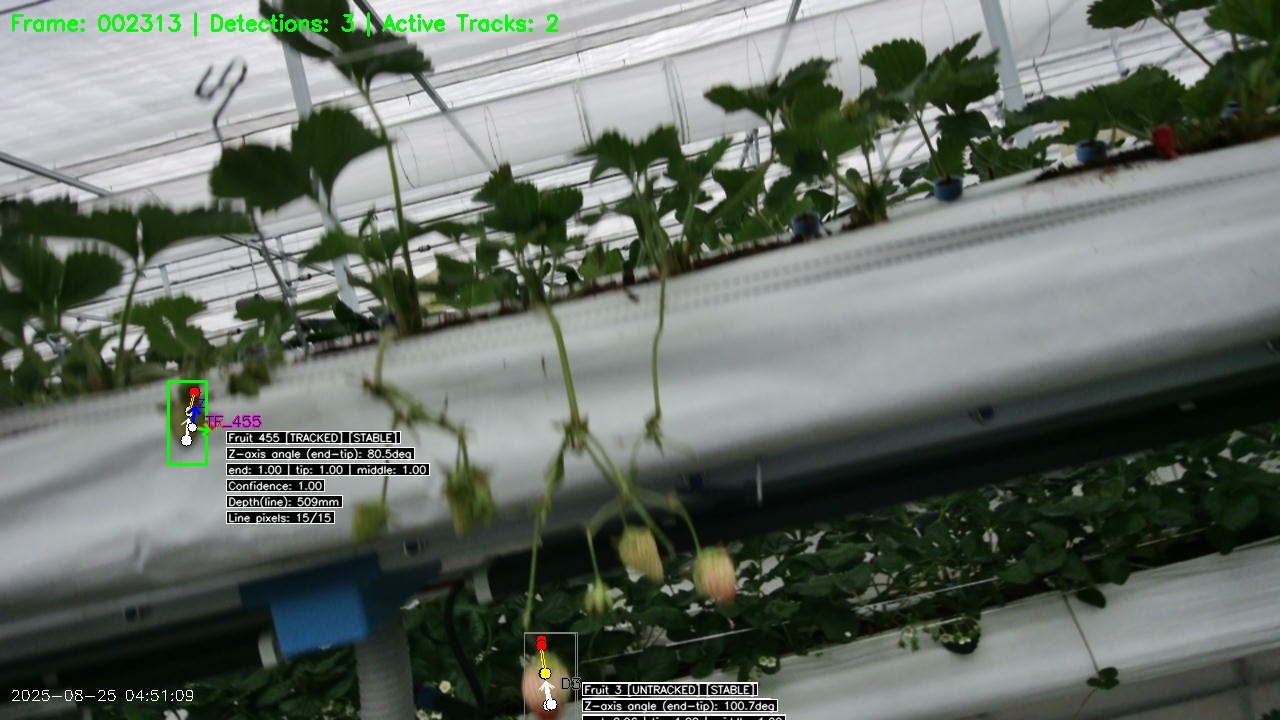 Frame: 002313 | Detections: 3 | Active Tracks: 2
TF_455
Fruit 455 [TRACKED] [STABLE]
Z-axis angle (end-tip): 80.5deg
end: 1.00 | tip: 1.00 | middle: 1.00
Confidence: 1.00
Depth(line): 509mm
Line pixels: 15/15
Fruit 3 [UNTRACKED] [STABLE]
Z-axis angle (end-tip): 100.7deg
2025-08-25 04:51:09